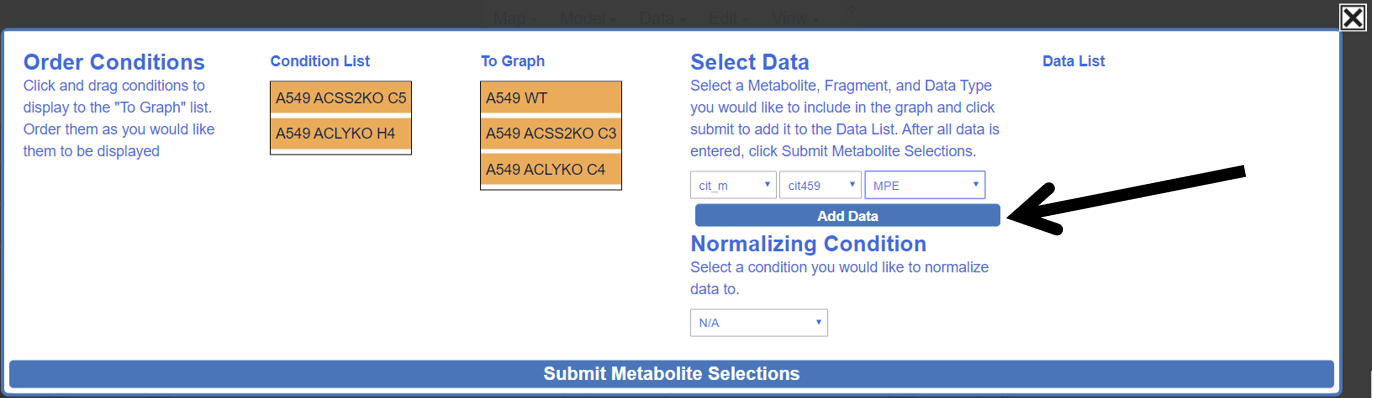 Map Model Data Edit View ?
Order Conditions
Click and drag conditions to
display to the "To Graph" list.
Order them as you would like
them to be displayed
Condition List
A549 ACSS2KO C5
A549 ACLYKO H4
To Graph
A549 WT
A549 ACSS2KO C3
A549 ACLYKO C4
Select Data
Select a Metabolite, Fragment, and Data Type
you would like to include in the graph and click
submit to add it to the Data List. After all data is
entered, click Submit Metabolite Selections.
cit_m cit459 MPE
Add Data
Normalizing Condition
Select a condition you would like to normalize
data to.
N/A
Data List
Submit Metabolite Selections